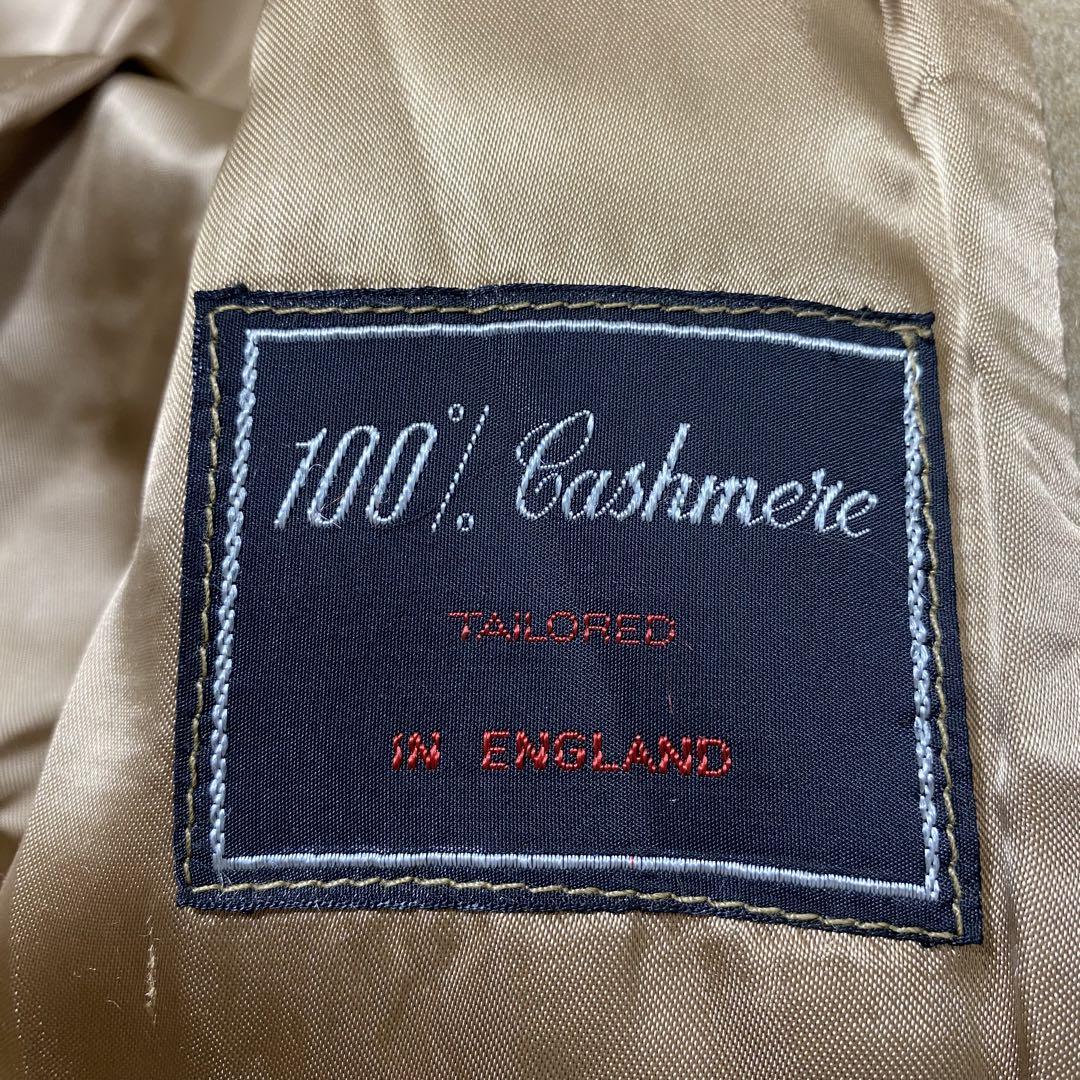 100% Cashmere
TAILORED
IN ENGLAND